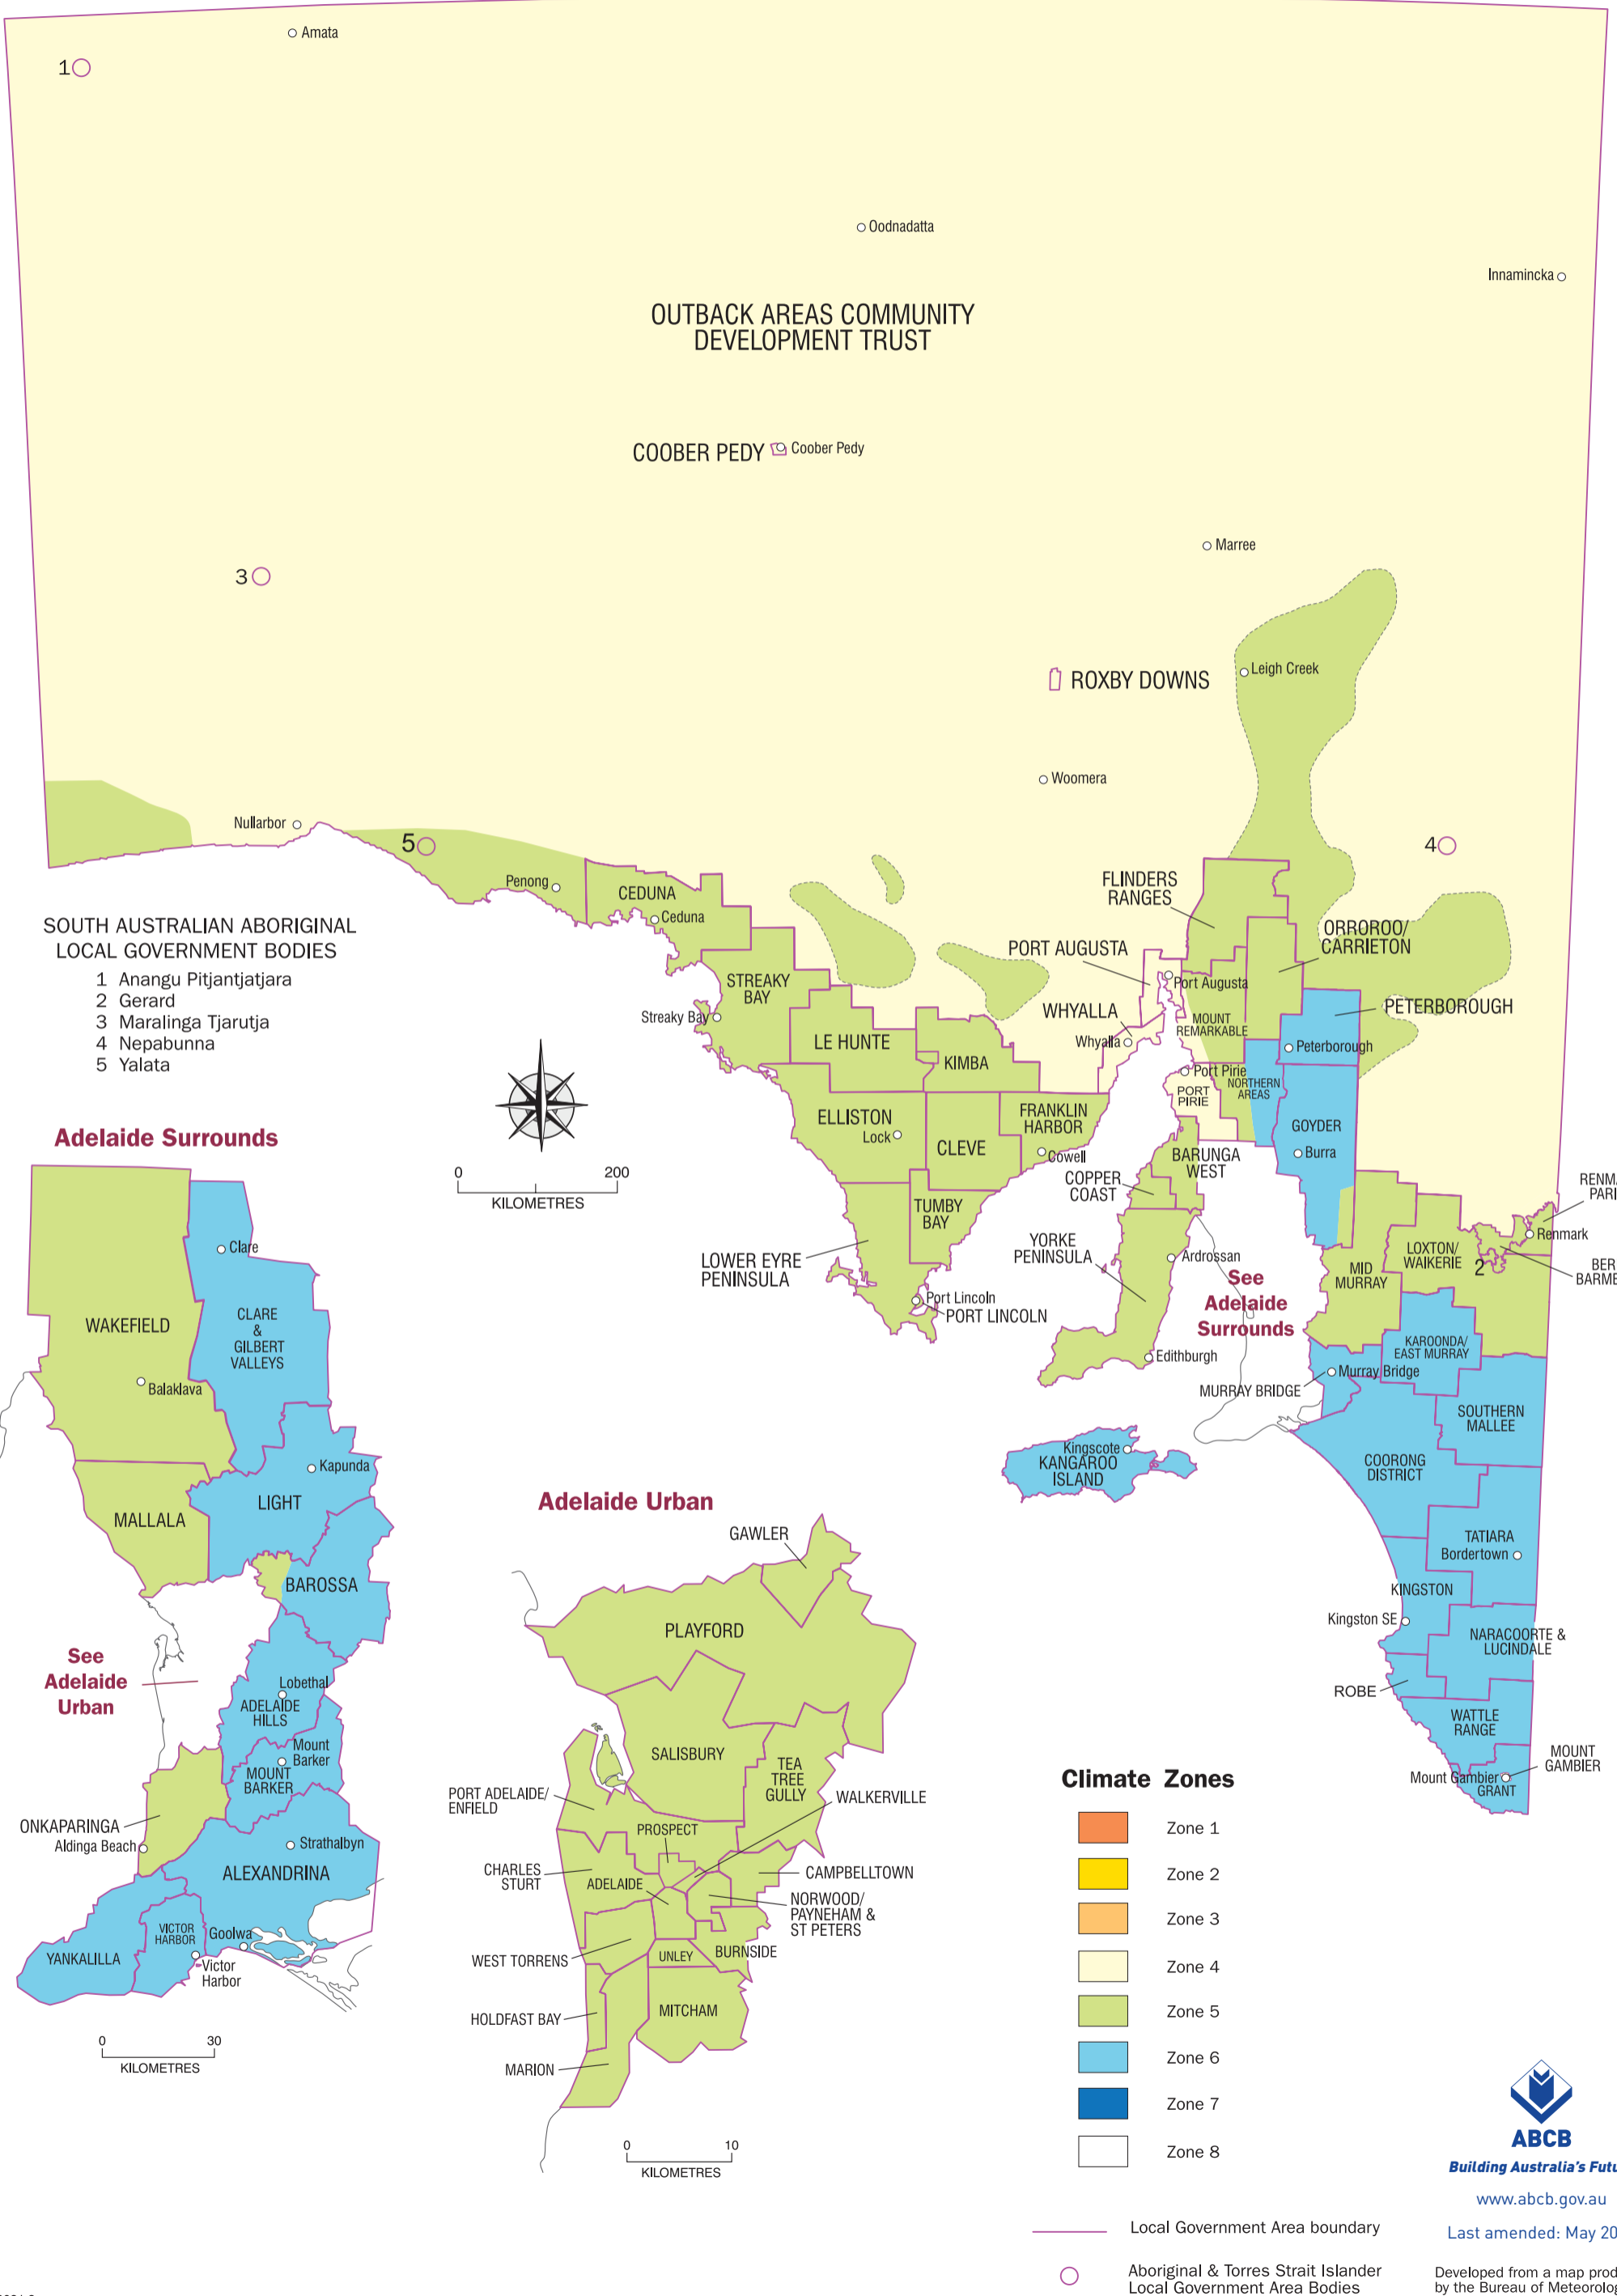 Amata
1
Oodnadatta
Innamincka
OUTBACK AREAS COMMUNITY
DEVELOPMENT TRUST
COOBER PEDY
Coober Pedy
Marree
3
Leigh Creek
ROXBY DOWNS
Woomera
Nullarbor
5
4
Penong
CEDUNA
Ceduna
FLINDERS
RANGES
ORROROO/
CARRIETON
PORT AUGUSTA
Port Augusta
STREAKY
BAY
Streaky Bay
WHYALLA
Whyalla
MOUNT
REMARKABLE
PETERBOROUGH
Peterborough
LE HUNTE
KIMBA
Port Pirie
PORT
PIRIE
NORTHERN
AREAS
ELLISTON
Lock
CLEVE
FRANKLIN
HARBOR
Cowell
GOYDER
Burra
BARUNGA
WEST
COPPER
COAST
TUMBY
BAY
YORKE
PENINSULA
Ardrossan
LOWER EYRE
PENINSULA
Port Lincoln
PORT LINCOLN
See
Adelaide
Surrounds
Edithburgh
MID
MURRAY
LOXTON/
WAIKERIE
2
Renmark
KAROONDA/
EAST MURRAY
Murray Bridge
MURRAY BRIDGE
SOUTHERN
MALLEE
Kingscote
KANGAROO
ISLAND
COORONG
DISTRICT
TATIARA
Bordertown
KINGSTON
Kingston SE
NARACOORTE &
LUCINDALE
ROBE
WATTLE
RANGE
MOUNT
GAMBIER
Mount Gambier
GRANT
SOUTH AUSTRALIAN ABORIGINAL
LOCAL GOVERNMENT BODIES
1 Anangu Pitjantjatjara
2 Gerard
3 Maralinga Tjarutja
4 Nepabunna
5 Yalata
0 200
KILOMETRES
Adelaide Surrounds
Clare
CLARE
&
GILBERT
VALLEYS
WAKEFIELD
Balaklava
Kapunda
LIGHT
MALLALA
BAROSSA
See
Adelaide
Urban
Lobethal
ADELAIDE
HILLS
Mount
Barker
MOUNT
BARKER
ONKAPARINGA
Aldinga Beach
Strathalbyn
ALEXANDRINA
VICTOR
HARBOR
Goolwa
YANKALILLA
Victor
Harbor
0 30
KILOMETRES
Adelaide Urban
GAWLER
PLAYFORD
SALISBURY
TEA
TREE
GULLY
PORT ADELAIDE/
ENFIELD
WALKERVILLE
PROSPECT
CHARLES
STURT
ADELAIDE
CAMPBELLTOWN
NORWOOD/
PAYNEHAM &
ST PETERS
WEST TORRENS
UNLEY
BURNSIDE
HOLDFAST BAY
MITCHAM
MARION
0 10
KILOMETRES
Climate Zones
Zone 1
Zone 2
Zone 3
Zone 4
Zone 5
Zone 6
Zone 7
Zone 8
Local Government Area boundary
Aboriginal & Torres Strait Islander
Local Government Area Bodies
ABCB
Building Australia's
www.abcb.gov.au
Last amended: May
Developed from a map
by the Bureau of